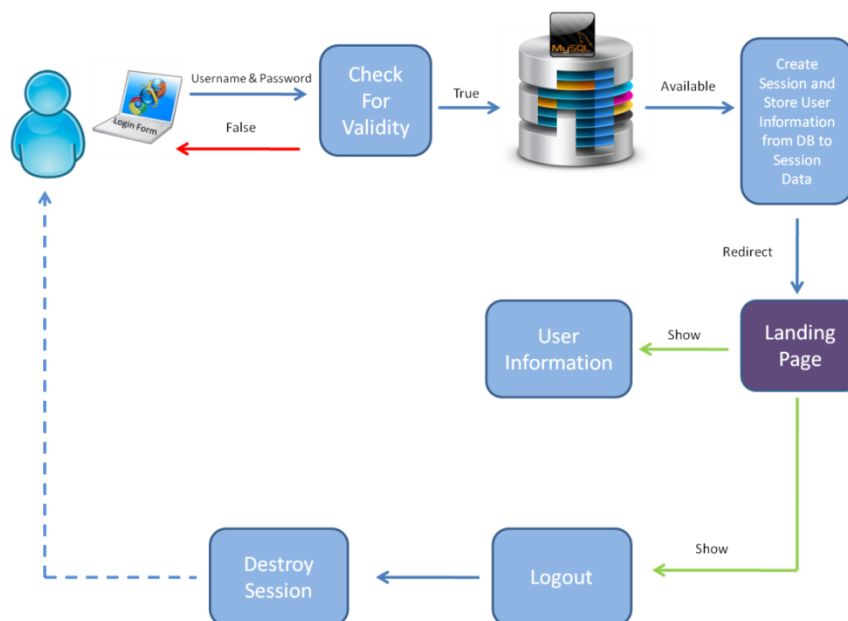 MySQL
Username & Password
Check
For
Validity
True
Available
Create
Session and
Store User
Information
from DB to
Session
Data
Login Form
False
Redirect
User
Information
Show
Landing
Page
Destroy
Session
Logout
Show